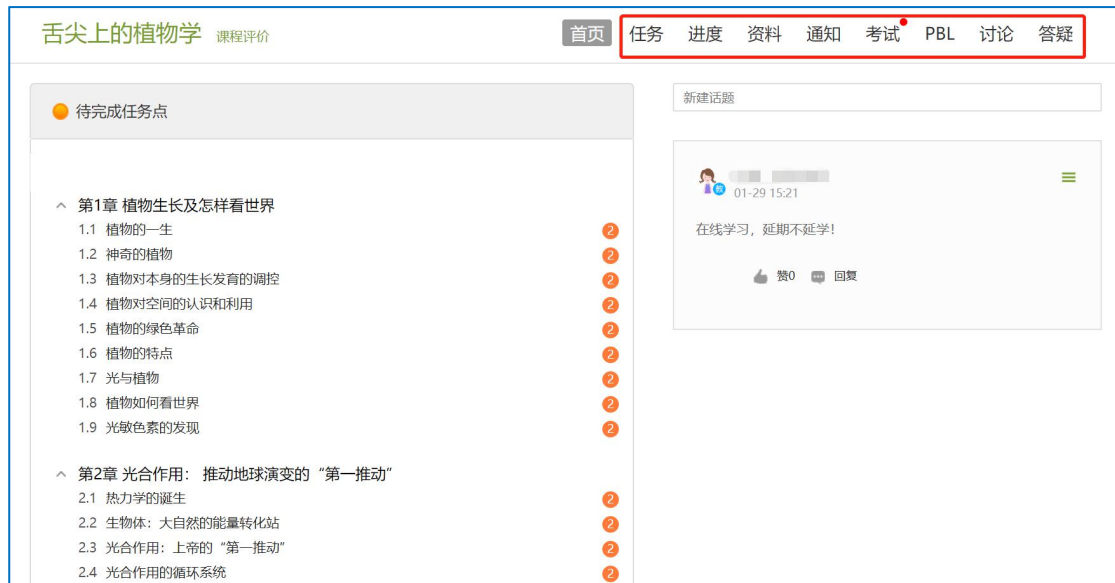 舌尖上的植物学 课程评价
首页 任务 进度 资料 通知 考试 PBL 讨论 答疑
待完成任务点
第1章 植物生长及怎样看世界
1.1 植物的一生 2
1.2 神奇的植物 2
1.3 植物对本身的生长发育的调控 2
1.4 植物对空间的认识和利用 2
1.5 植物的绿色革命 2
1.6 植物的特点 2
1.7 光与植物 2
1.8 植物如何看世界 2
1.9 光敏色素的发现 2
第2章 光合作用： 推动地球演变的“第一推动”
2.1 热力学的诞生 2
2.2 生物体：大自然的能量转化站 2
2.3 光合作用：上帝的“第一推动” 2
2.4 光合作用的循环系统 2
新建话题
教
01-29 15:21
在线学习，延期不延学！
赞0 回复